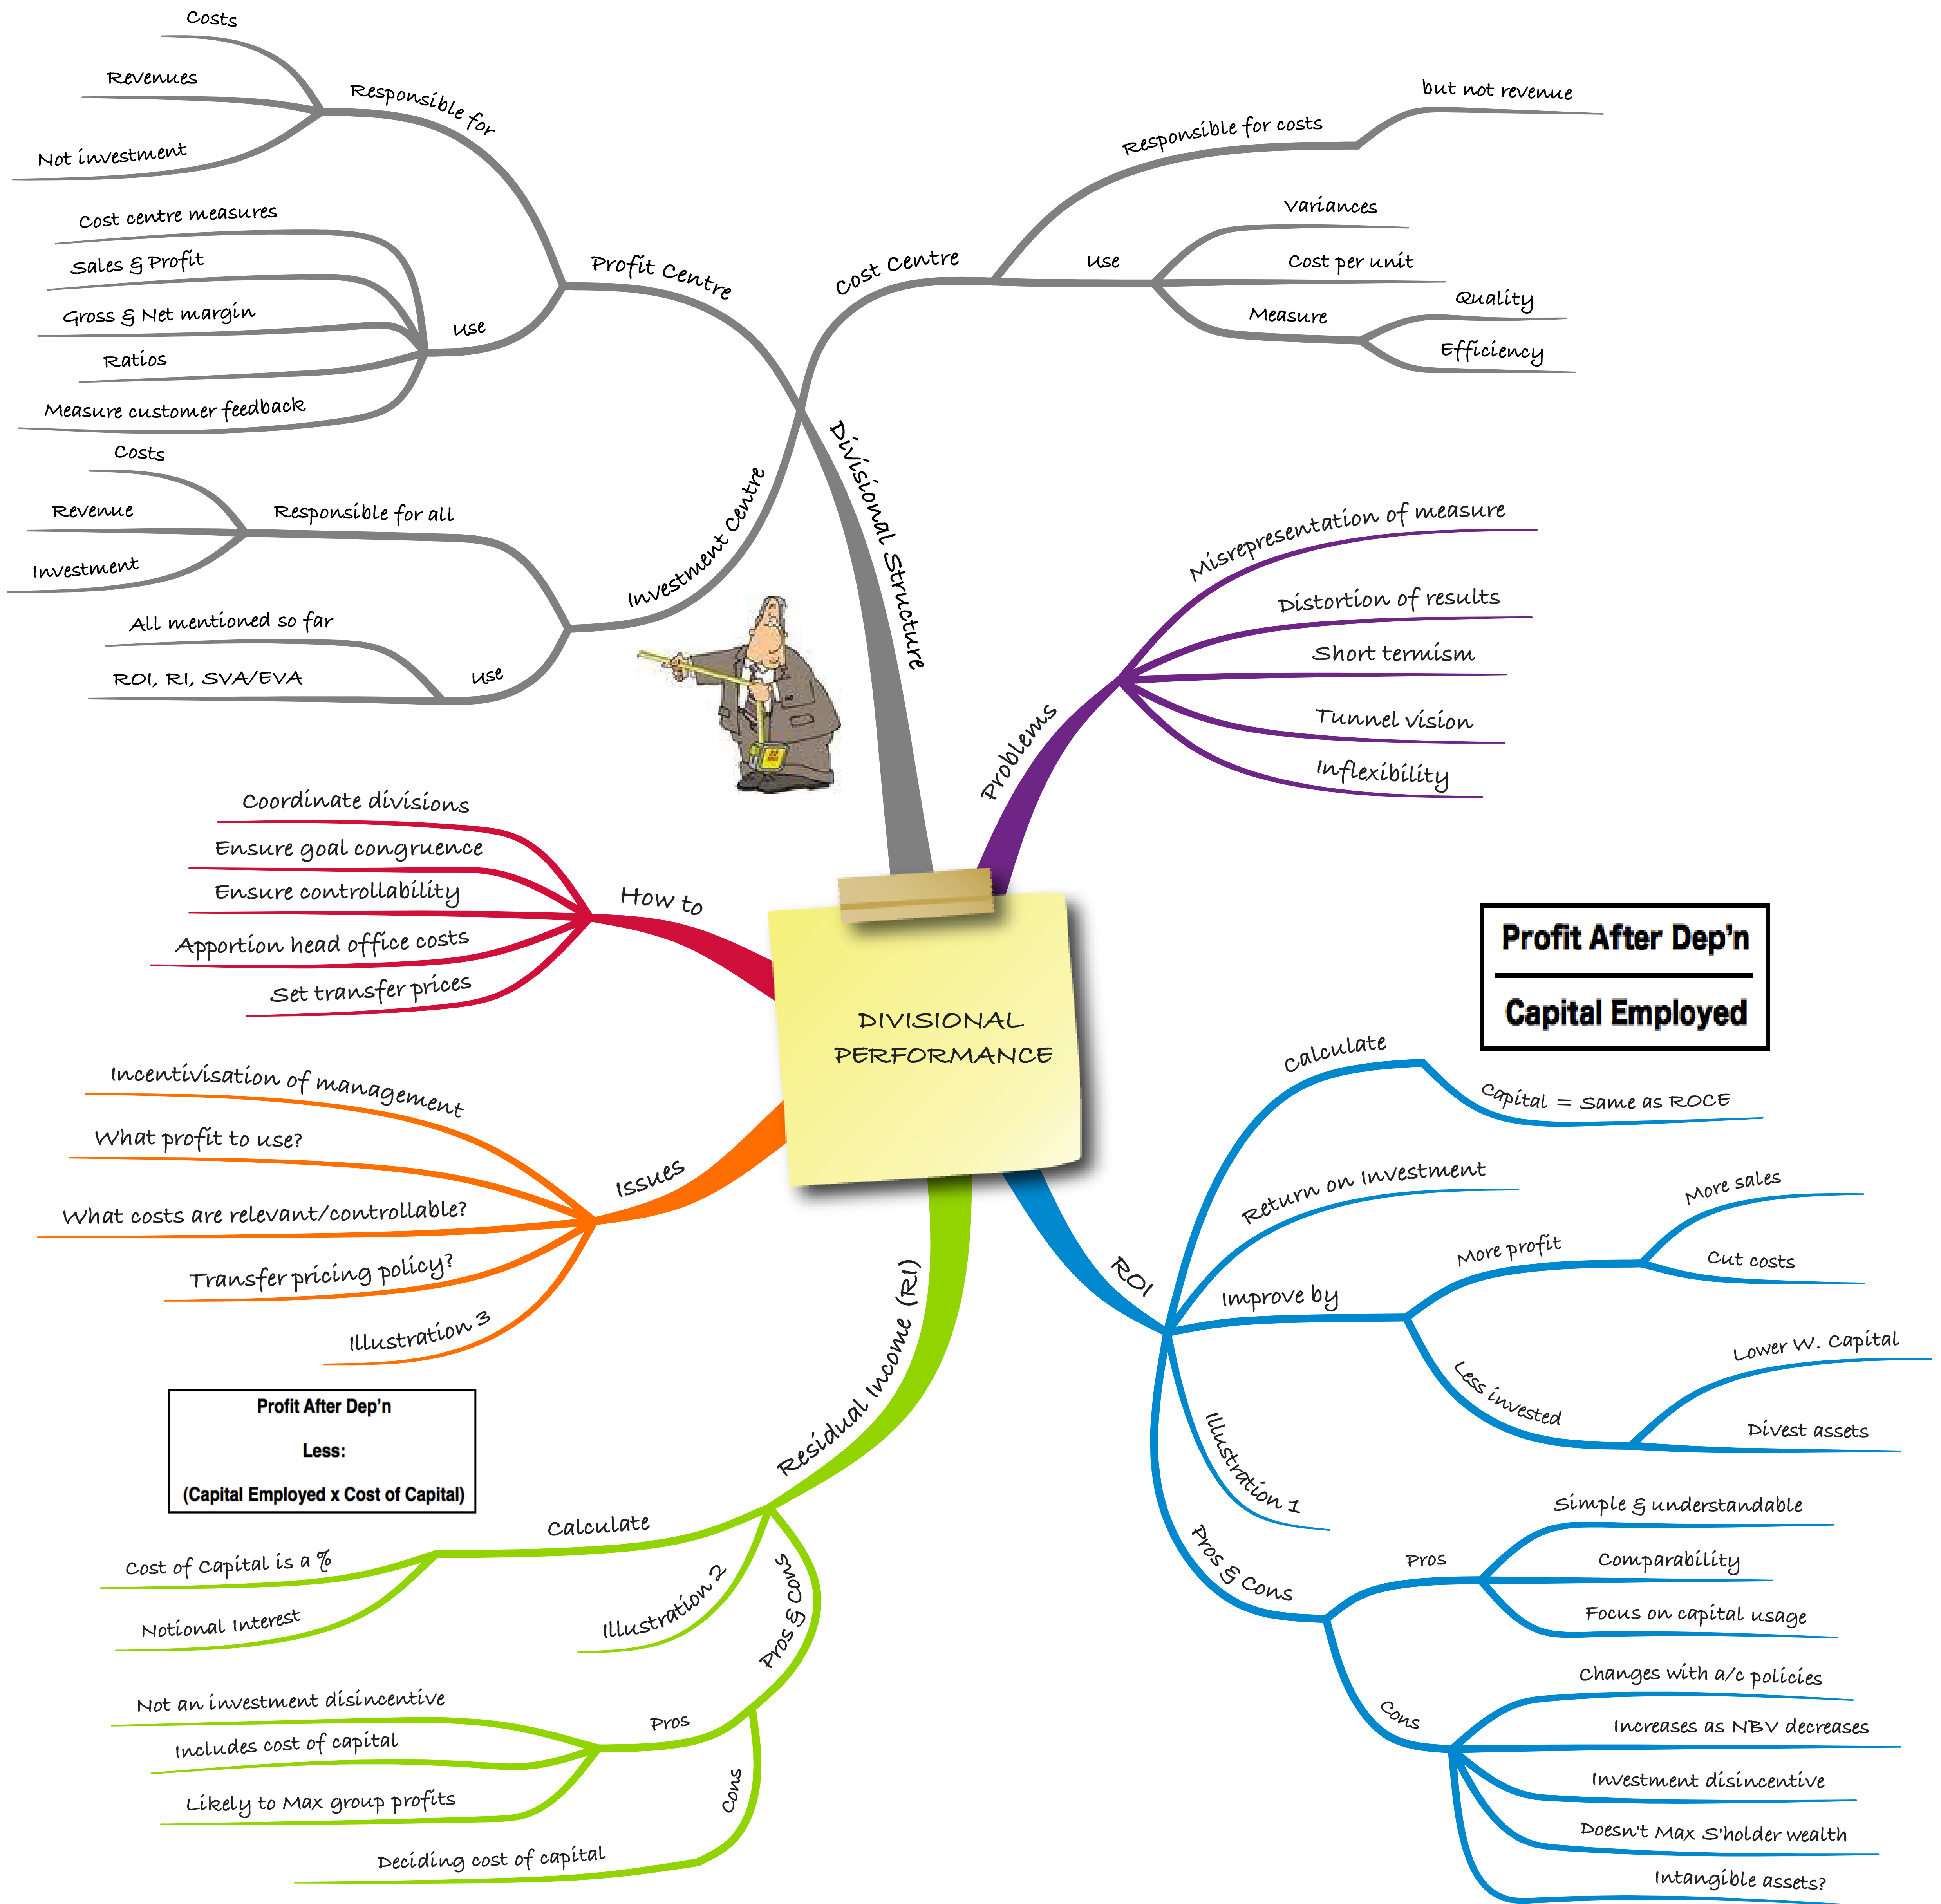 Costs
Revenues
Not investment
Responsible for
Cost centre measures
Sales & Profit
Gross & Net margin
Ratios
Measure customer feedback
Use
Profit Centre
Costs
Revenue
Investment
Responsible for all
All mentioned so far
ROI, RI, SVA/EVA
Use
Investment Centre
Cost Centre
Responsible for costs
but not revenue
Use
Variances
Cost per unit
Measure
Quality
Efficiency
Divisional Structure
Problems
Misrepresentation of measure
Distortion of results
Short termism
Tunnel vision
Inflexibility
How to
Coordinate divisions
Ensure goal congruence
Ensure controllability
Apportion head office costs
Set transfer prices
DIVISIONAL
PERFORMANCE
Issues
Incentivisation of management
What profit to use?
What costs are relevant/controllable?
Transfer pricing policy?
Illustration 3
Profit After Dep'n
Capital Employed
ROI
Calculate
Capital = Same as ROCE
Return on Investment
Improve by
More profit
More sales
Cut costs
Less invested
Lower W. Capital
Divest assets
Illustration 1
Pros & Cons
Pros
Simple & understandable
Comparability
Focus on capital usage
Cons
Changes with a/c policies
Increases as NBV decreases
Investment disincentive
Doesn't Max S'holder wealth
Intangible assets?
Residual Income (RI)
Profit After Dep'n
Less:
(Capital Employed x Cost of Capital)
Calculate
Cost of Capital is a %
Notional Interest
Illustration 2
Pros & Cons
Pros
Not an investment disincentive
Includes cost of capital
Likely to Max group profits
Cons
Deciding cost of capital